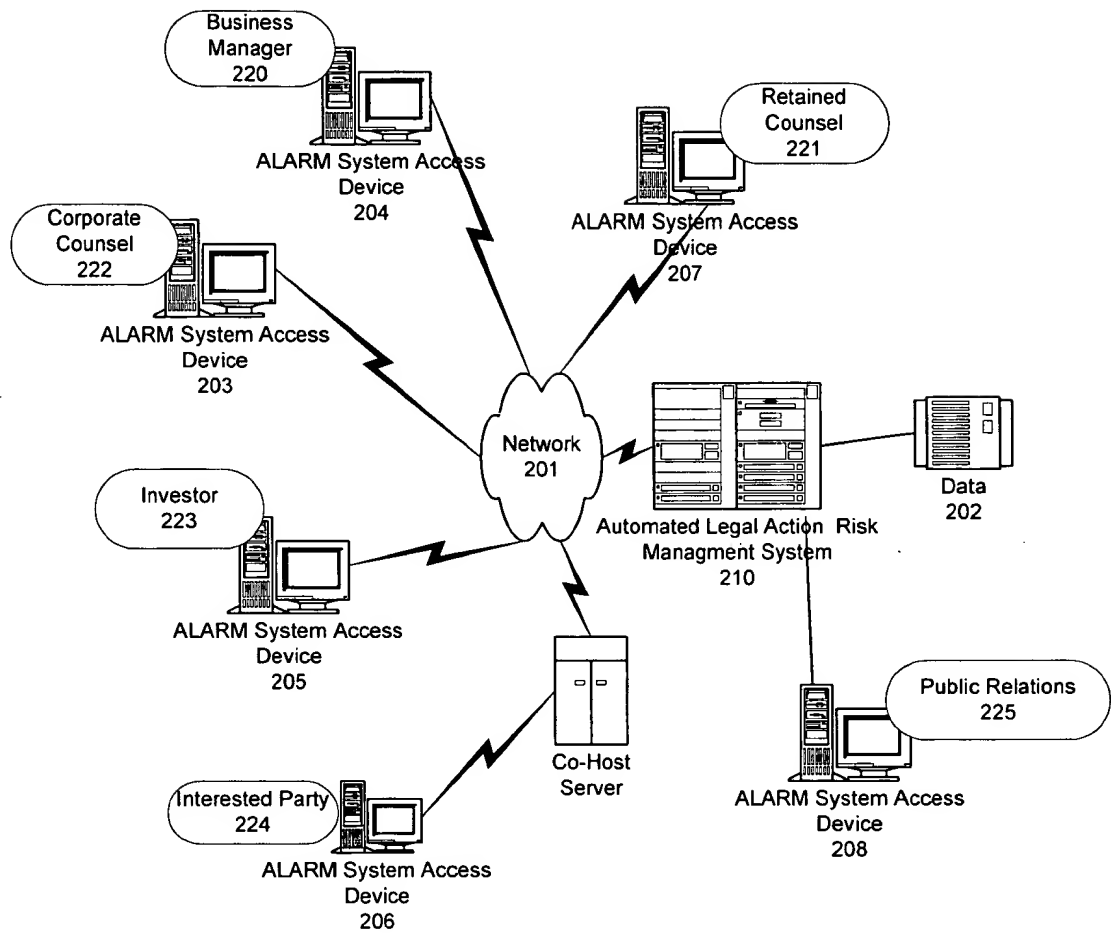 Business
Manager
220
ALARM System Access
Device
204
Retained
Counsel
221
ALARM System Access
Device
207
Corporate
Counsel
222
ALARM System Access
Device
203
Network
201
Automated Legal Action Risk
Managment System
210
Data
202
Investor
223
ALARM System Access
Device
205
Co-Host
Server
Public Relations
225
ALARM System Access
Device
208
Interested Party
224
ALARM System Access
Device
206